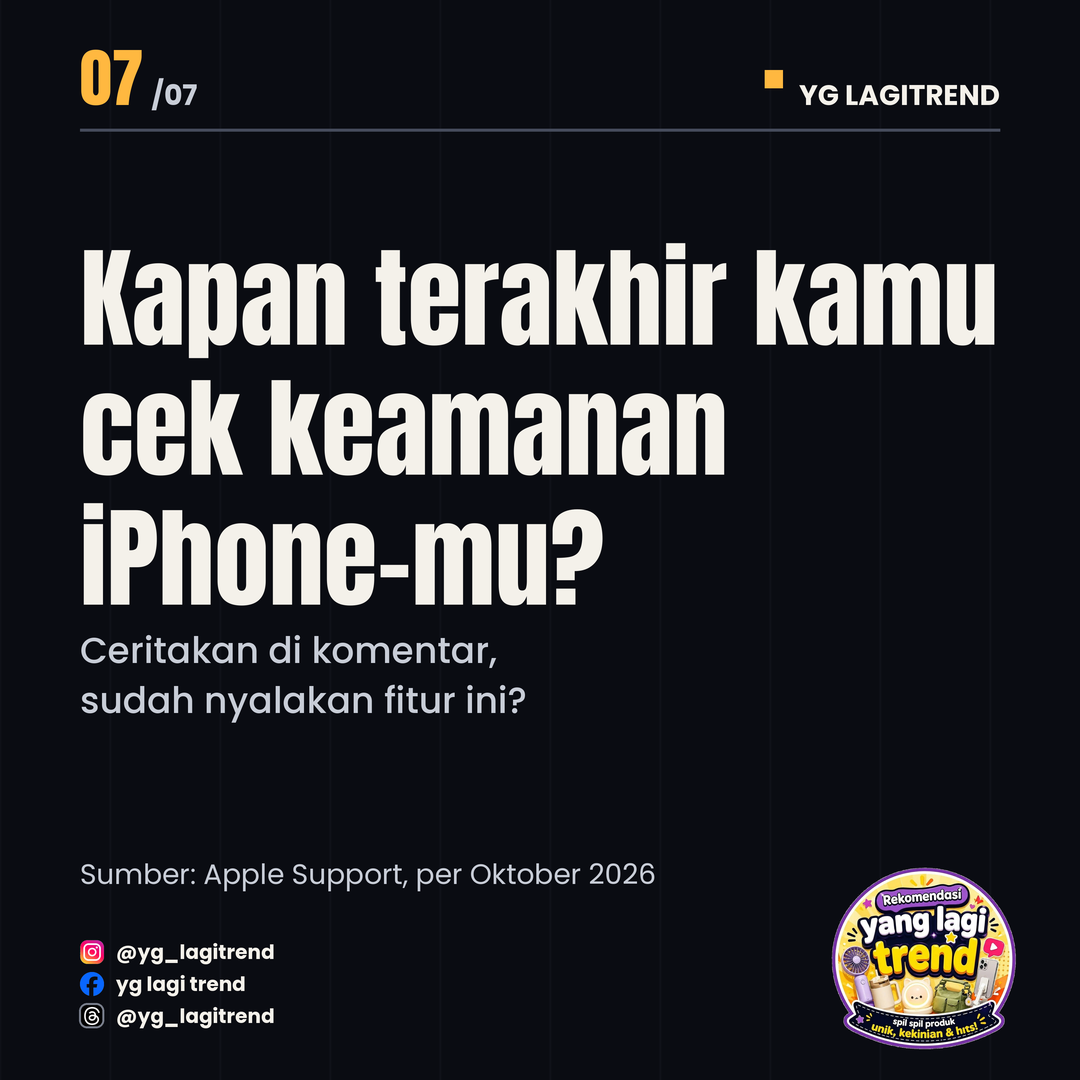 07 /07
YG LAGITREND
Kapan terakhir kamu
cek keamanan
iPhone-mu?
Ceritakan di komentar,
sudah nyalakan fitur ini?
Sumber: Apple Support, per Oktober 2026
@yg_lagitrend
yg lagi trend
@yg_lagitrend
Rekomendasi
yang lagi
trend
spil spil produk
unik, kekinian & hits!